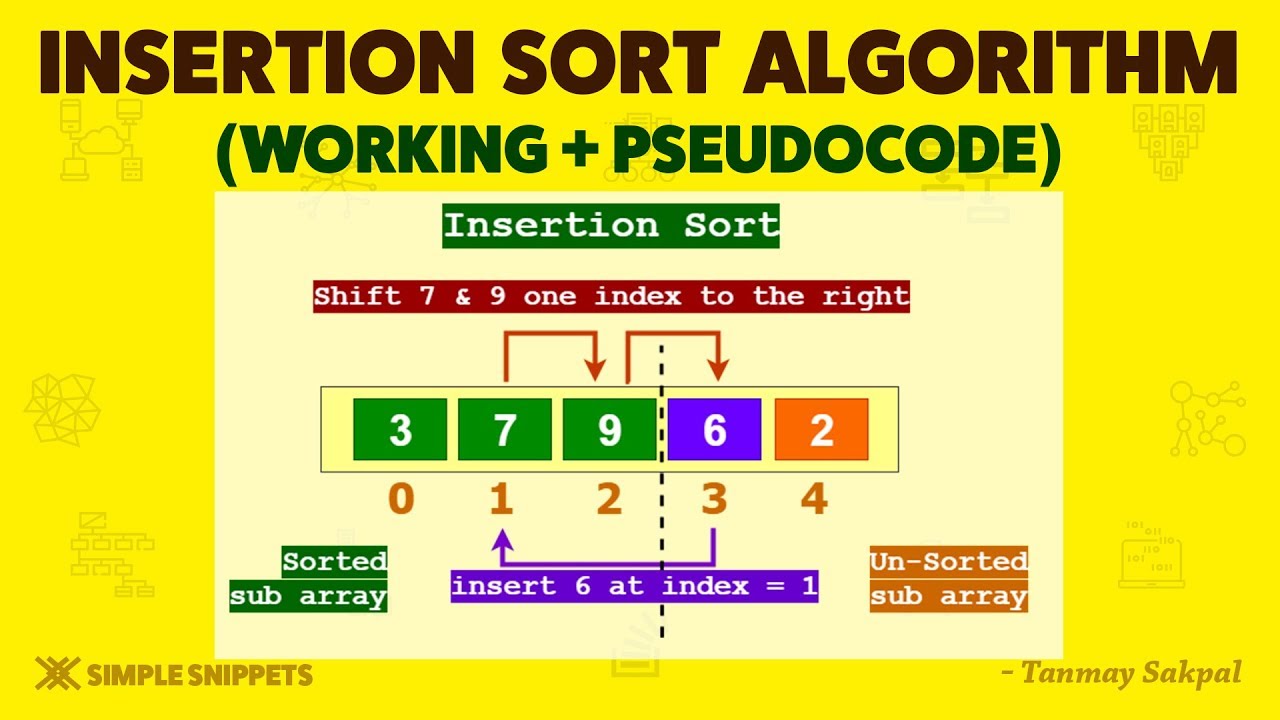 INSERTION SORT ALGORITHM
(WORKING + PSEUDOCODE)
Insertion Sort
Shift 7 & 9 one index to the right
3 7 9 6 2
0 1 2 3 4
insert 6 at index = 1
Sorted
sub array
Un-Sorted
sub array
SIMPLE SNIPPETS
- Tanmay Sakpal